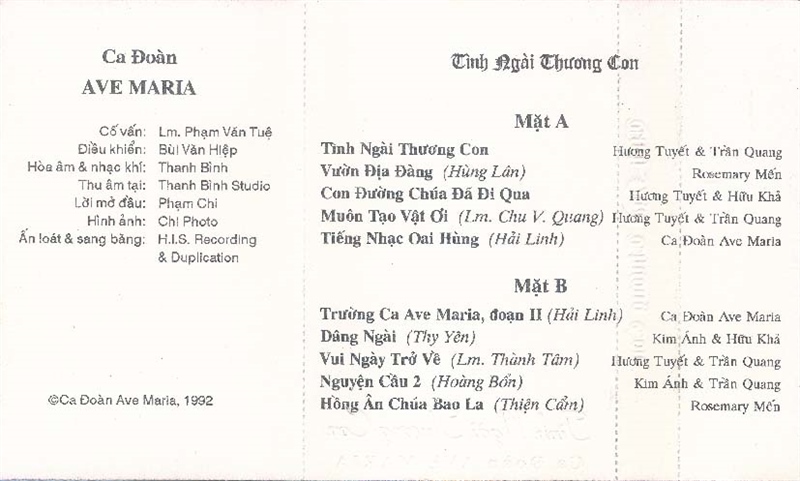 Ca Đoàn
AVE MARIA
Cố vấn: Lm. Phạm Văn Tuệ
Điều khiển: Bùi Văn Hiệp
Hòa âm & nhạc khí: Thanh Bình
Thu âm tại: Thanh Bình Studio
Lời mở đầu: Phạm Chi
Hình ảnh: Chi Photo
Ấn loát & sang băng: H.I.S. Recording
& Duplication
©Ca Đoàn Ave Maria, 1992
Tình Ngài Thương Con
Mặt A
Tình Ngài Thương Con Hương Tuyết & Trần Quang
Vườn Địa Đàng (Hùng Lân) Rosemary Mến
Con Đường Chúa Đã Đi Qua Hương Tuyết & Hữu Khả
Muôn Tạo Vật Ơi (Lm. Chu V. Quang) Hương Tuyết & Trần Quang
Tiếng Nhạc Oai Hùng (Hải Linh) Ca Đoàn Ave Maria
Mặt B
Trường Ca Ave Maria, đoạn II (Hải Linh) Ca Đoàn Ave Maria
Dâng Ngài (Thy Yên) Kim Ánh & Hữu Khả
Vui Ngày Trở Về (Lm. Thành Tâm) Hương Tuyết & Trần Quang
Nguyện Cầu 2 (Hoàng Bổn) Kim Ánh & Trần Quang
Hồng Ân Chúa Bao La (Thiện Cẩm) Rosemary Mến